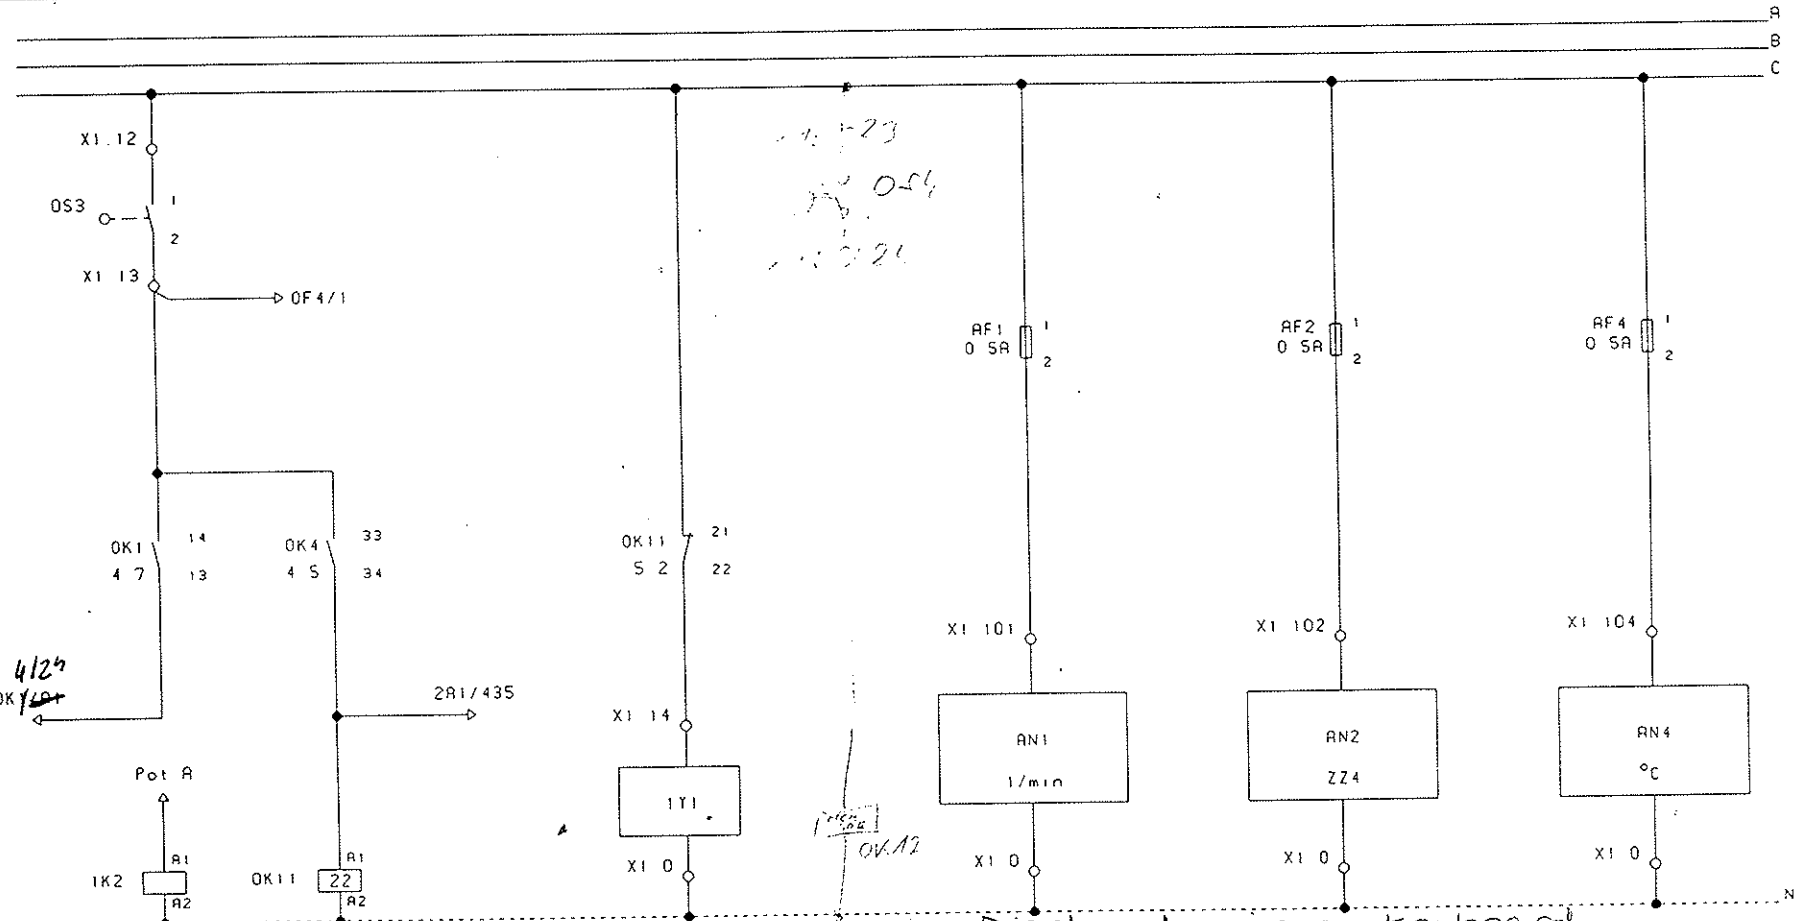 A
B
C
X1.12
0S3
1
2
X1 13
0F4/1
0S4
AF1
0 5A
1
2
AF2
0 5A
1
2
AF4
0 5A
1
2
0K1
4 7
14
13
0K4
4 5
33
34
0K11
5 2
21
22
X1 101
X1 102
X1 104
4/24
2A1/435
X1 14
AN1
1/min
AN2
ZZ4
AN4
°C
Pot A
1Y1
0K12
1K2
A1
A2
0K11
22
A1
A2
X1 0
X1 0
X1 0
X1 0
N